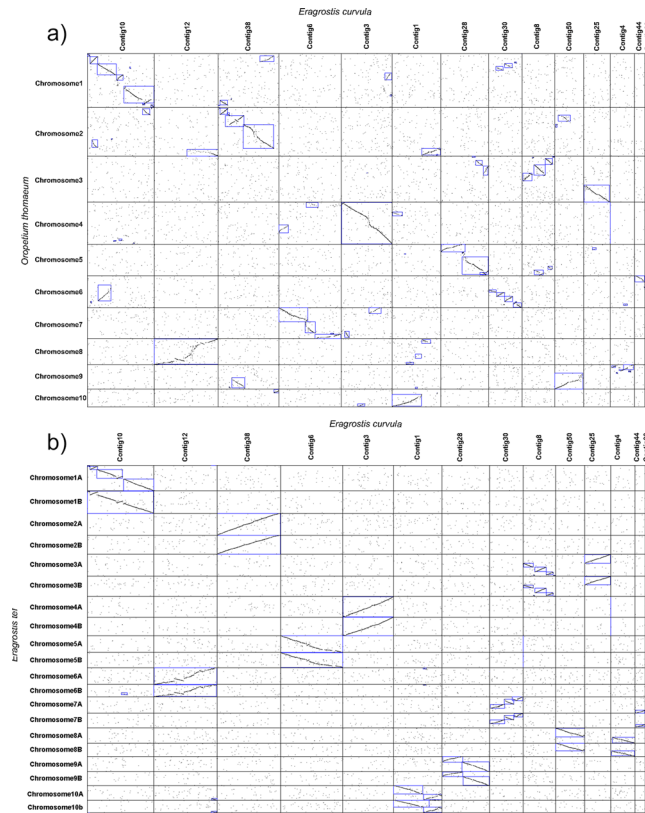 Eragrostis curvula
a)
Contig10
Contig12
Contig38
Contig6
Contig3
Contig1
Contig28
Contig30
Contig8
Contig50
Contig25
Contig4
Contig44
Oropetium thomaeum
Chromosome1
Chromosome2
Chromosome3
Chromosome4
Chromosome5
Chromosome6
Chromosome7
Chromosome8
Chromosome9
Chromosome10
Eragrostis curvula
b)
Contig10
Contig12
Contig38
Contig6
Contig3
Contig1
Contig28
Contig30
Contig8
Contig50
Contig25
Contig4
Contig44
Eragrostis tef
Chromosome1A
Chromosome1B
Chromosome2A
Chromosome2B
Chromosome3A
Chromosome3B
Chromosome4A
Chromosome4B
Chromosome5A
Chromosome5B
Chromosome6A
Chromosome6B
Chromosome7A
Chromosome7B
Chromosome8A
Chromosome8B
Chromosome9A
Chromosome9B
Chromosome10A
Chromosome10b